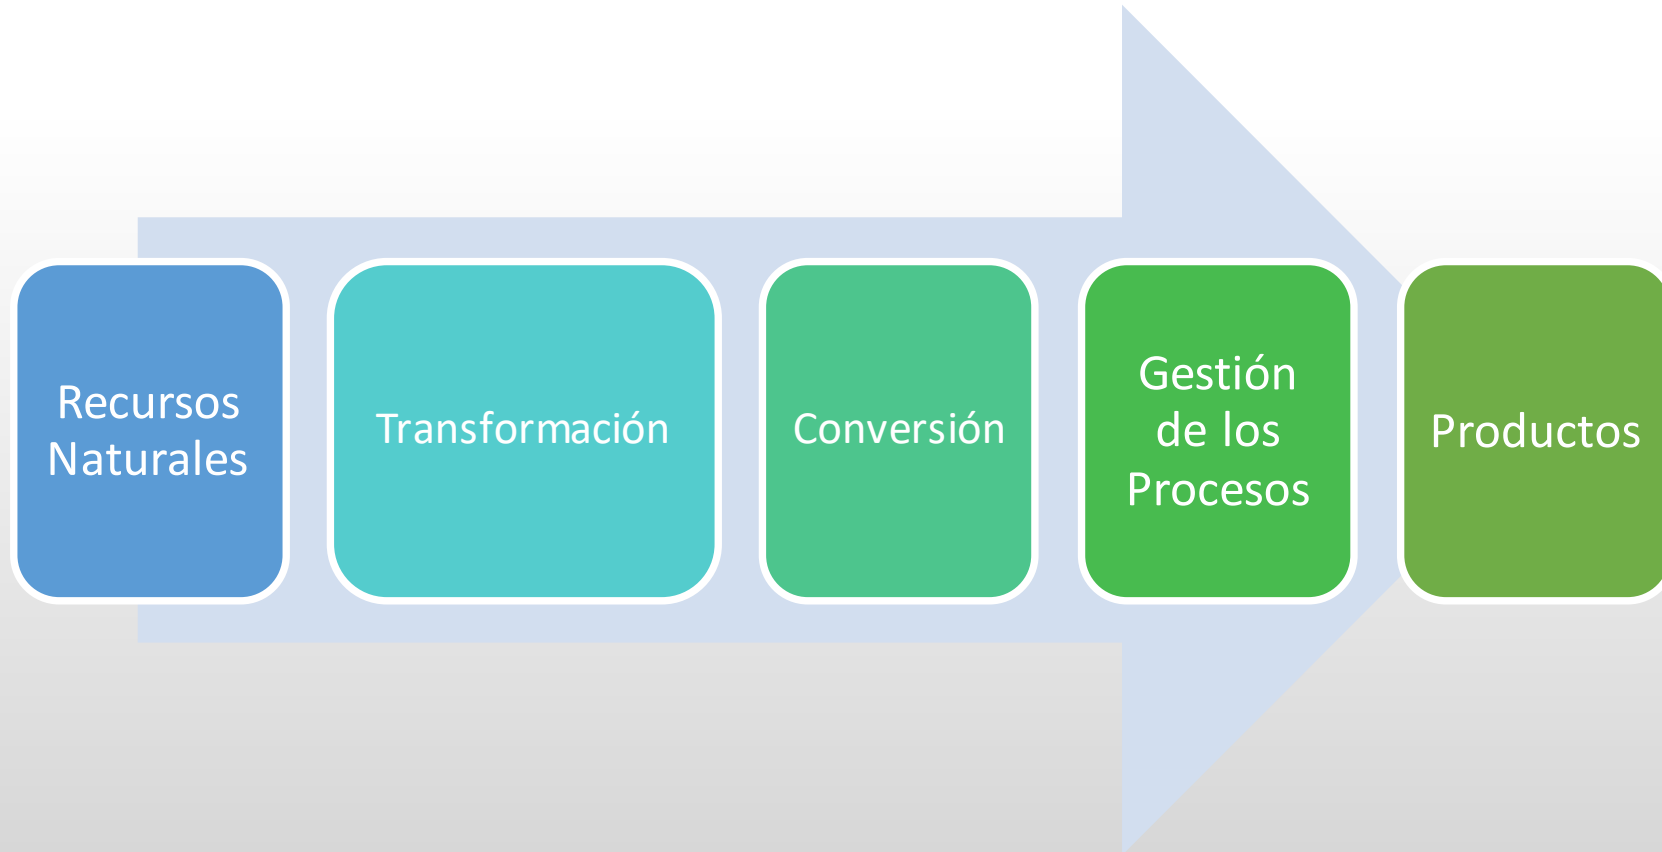 Recursos
Naturales
Transformación
Conversión
Gestión
de los
Procesos
Productos